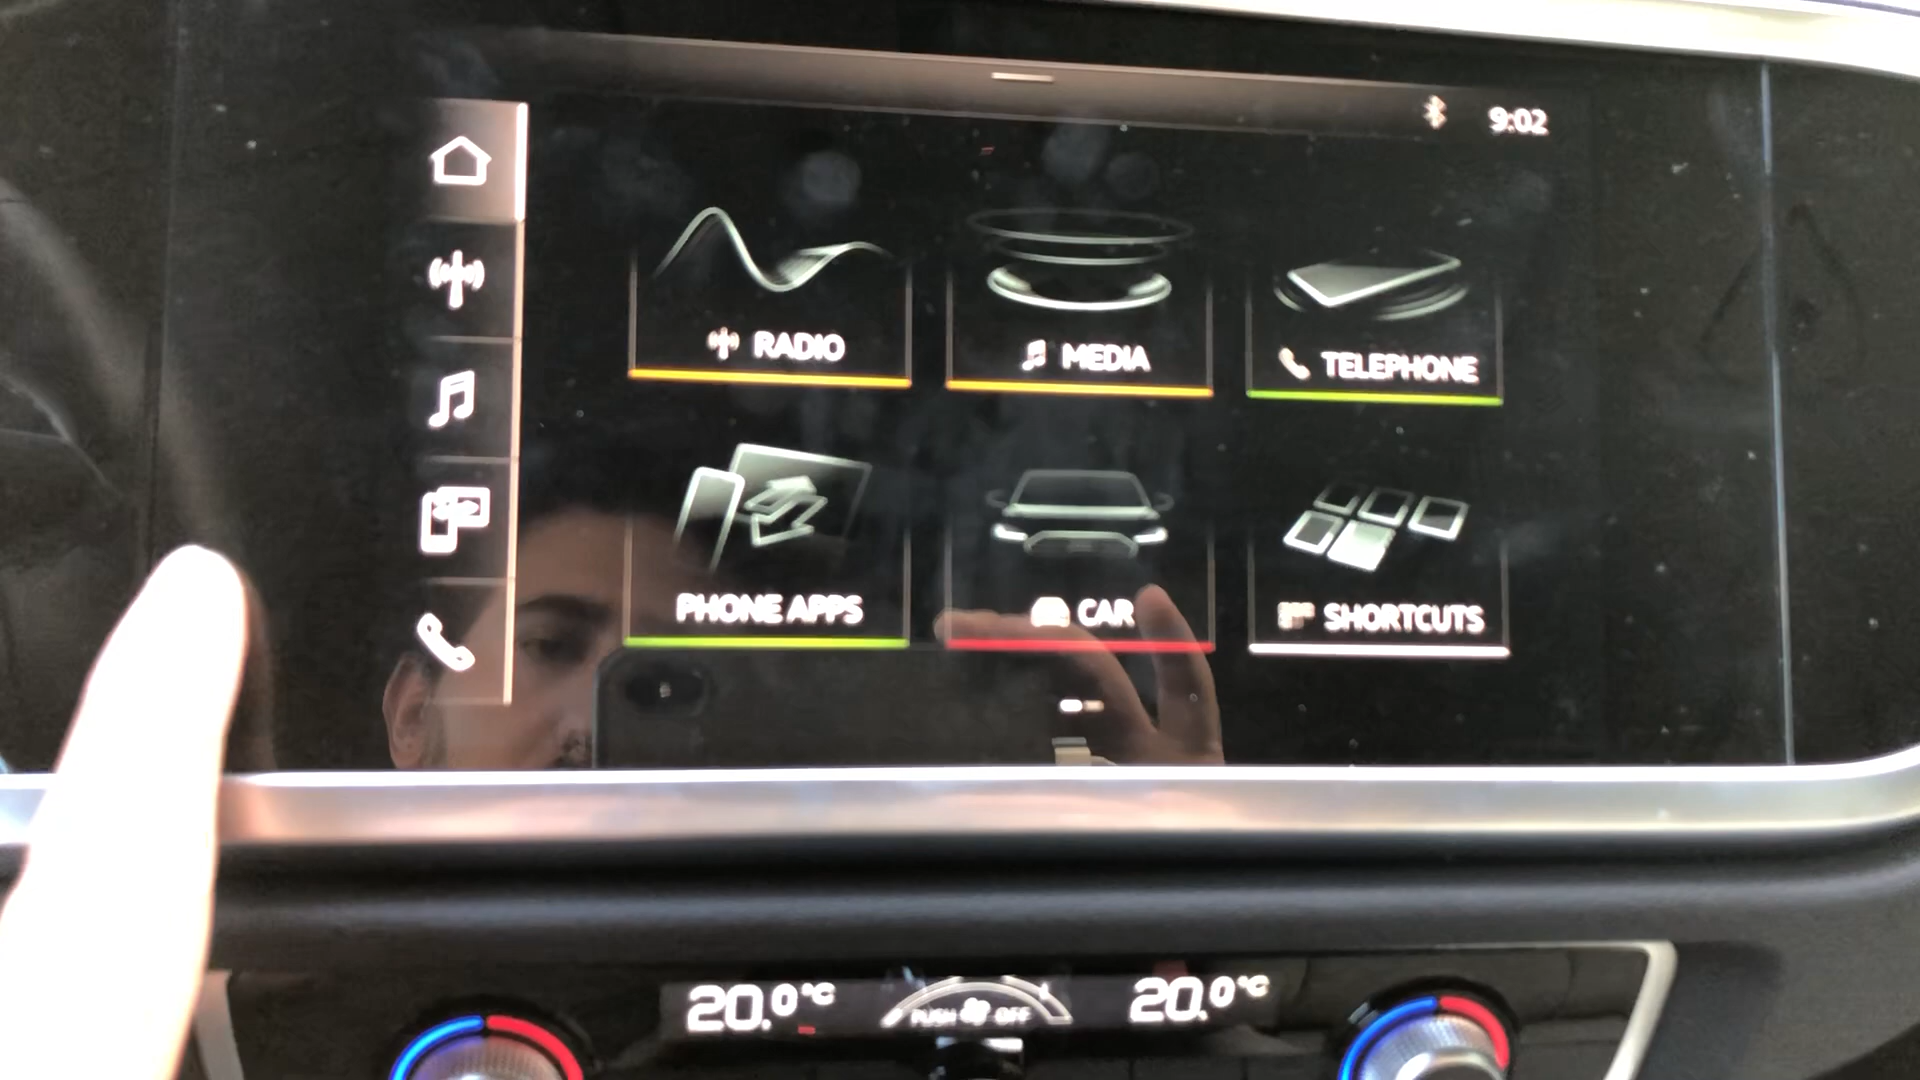 9:02
RADIO
MEDIA
TELEPHONE
PHONE APPS
CAR
SHORTCUTS
20.0°C
PUSH OFF
20.0°C